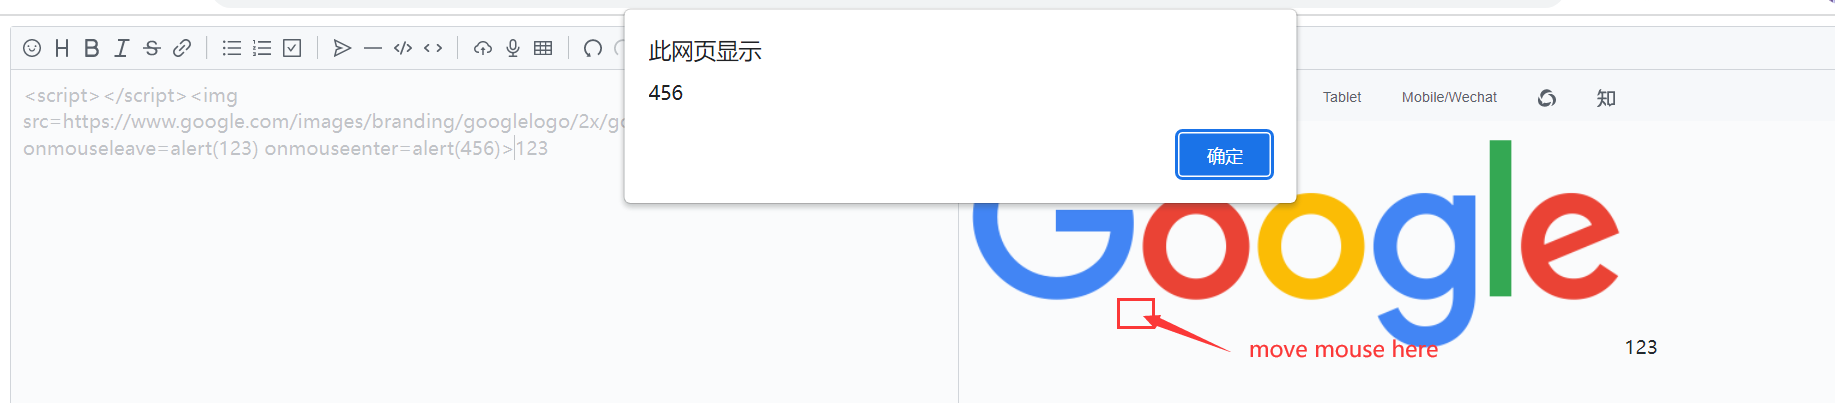 此网页显示
456
确定
<script></script><img
src=https://www.google.com/images/branding/googlelogo/2x/g
onmouseleave=alert(123) onmouseenter=alert(456)>123
Tablet
Mobile/Wechat
知
Google
move mouse here
123